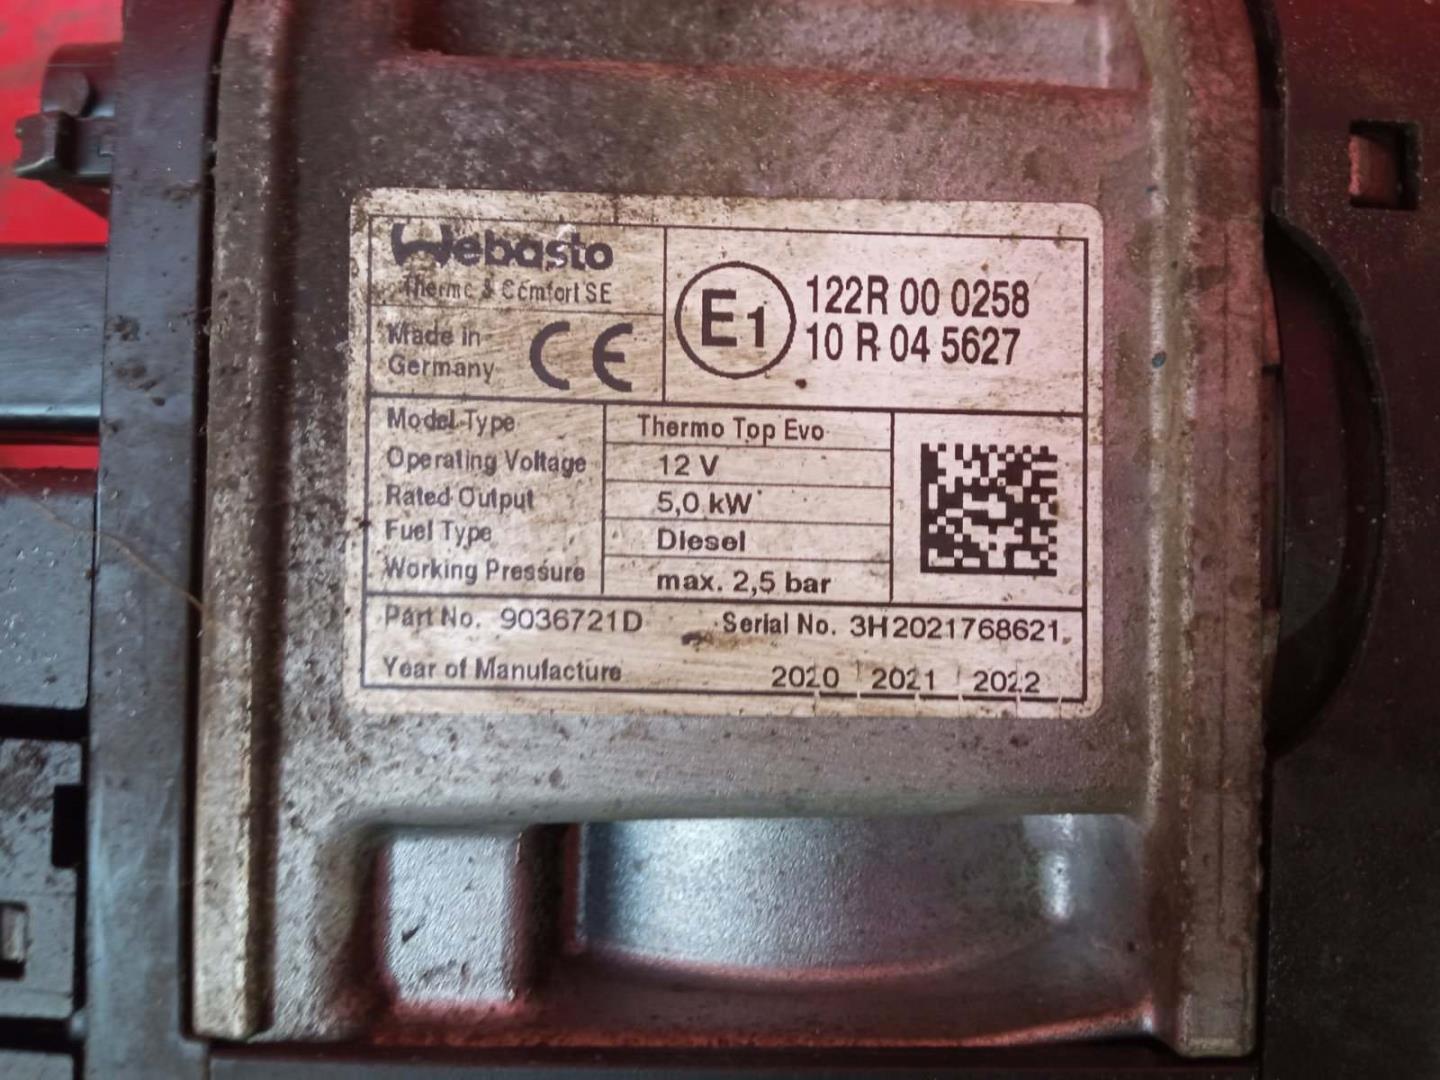 Webasto
Thermo & Comfort SE
Made in
Germany
CE
E1
122R 00 0258
10 R 04 5627
Model Type Thermo Top Evo
Operating Voltage 12 V
Rated Output 5,0 kW
Fuel Type Diesel
Working Pressure max. 2,5 bar
Part No. 9036721D Serial No. 3H2021768621
Year of Manufacture 2020 2021 2022